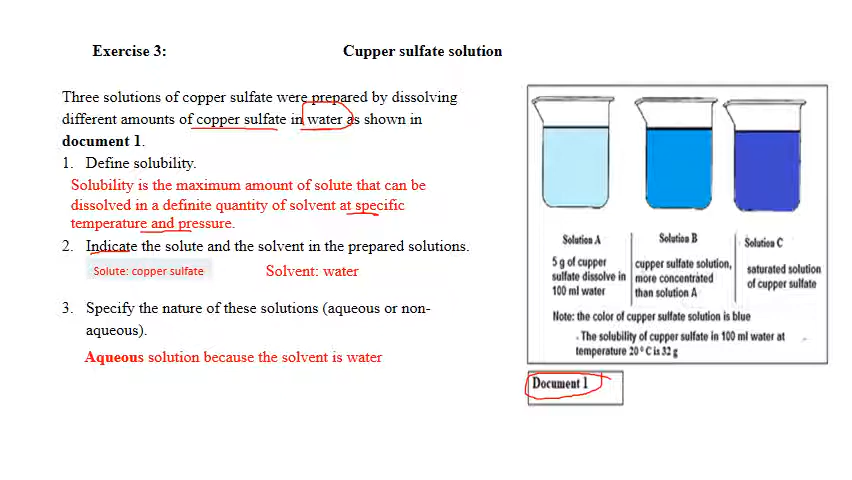 Exercise 3:
Cupper sulfate solution
Three solutions of copper sulfate were prepared by dissolving
different amounts of copper sulfate in water as shown in
document 1.
1. Define solubility.
Solubility is the maximum amount of solute that can be
dissolved in a definite quantity of solvent at specific
temperature and pressure.
2. Indicate the solute and the solvent in the prepared solutions.
Solute: copper sulfate
Solvent: water
3. Specify the nature of these solutions (aqueous or non-
aqueous).
Aqueous solution because the solvent is water
Solution A
5 g of cupper
sulfate dissolve in
100 ml water
Solution B
cupper sulfate solution,
more concentrated
than solution A
Solution C
saturated solution
of cupper sulfate
Note: the color of cupper sulfate solution is blue
. The solubility of cupper sulfate in 100 ml water at
temperature 20° C is 32 g
Document 1